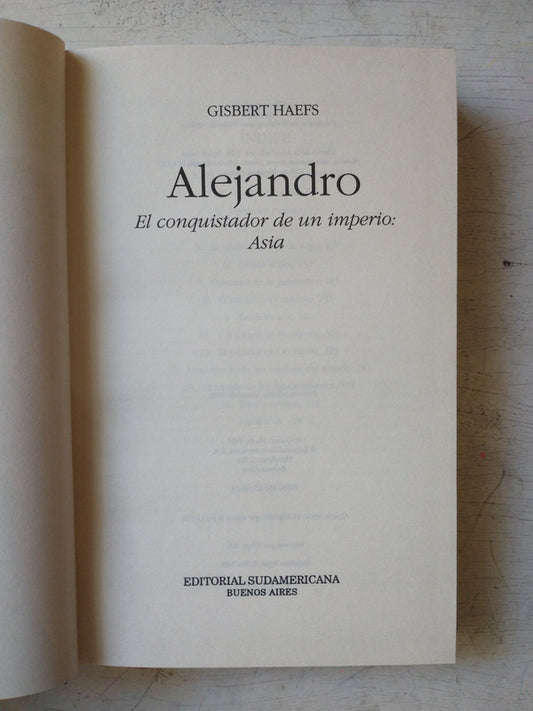 GISBERT HAEFS
Alejandro
El conquistador de un imperio:
Asia
EDITORIAL SUDAMERICANA
BUENOS AIRES